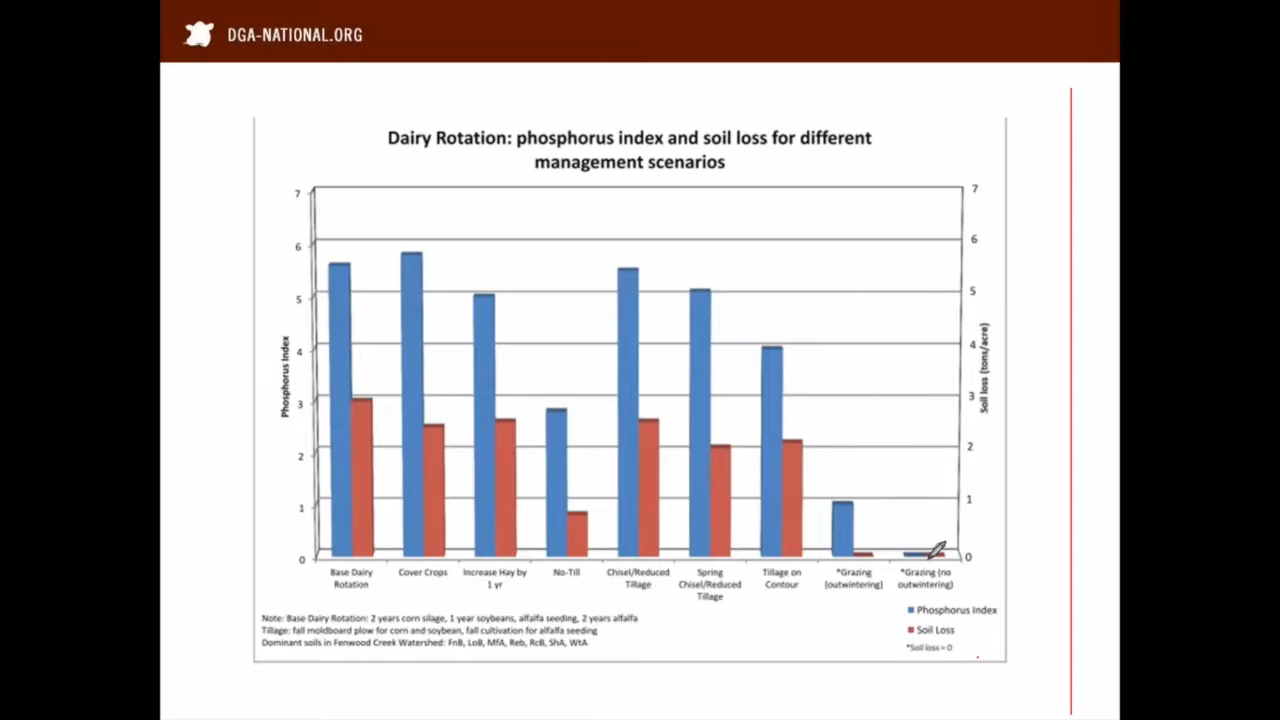 DGA-NATIONAL.ORG
Dairy Rotation: phosphorus index and soil loss for different
management scenarios
7
6
5
4
3
2
1
0
Phosphorus Index
7
6
5
4
3
2
1
0
Soil loss (tons/acre)
Base Dairy
Rotation
Cover Crops
Increase Hay by
1 yr
No-Till
Chisel/Reduced
Tillage
Spring
Chisel/Reduced
Tillage
Tillage on
Contour
*Grazing
(outwintering)
*Grazing (no
outwintering)
Phosphorus Index
Soil Loss
*Soil loss = 0
Note: Base Dairy Rotation: 2 years corn silage, 1 year soybeans, alfalfa seeding, 2 years alfalfa
Tillage: fall moldboard plow for corn and soybean, fall cultivation for alfalfa seeding
Dominant soils in Fenwood Creek Watershed: FnB, LoB, MfA, Reb, RcB, ShA, WtA